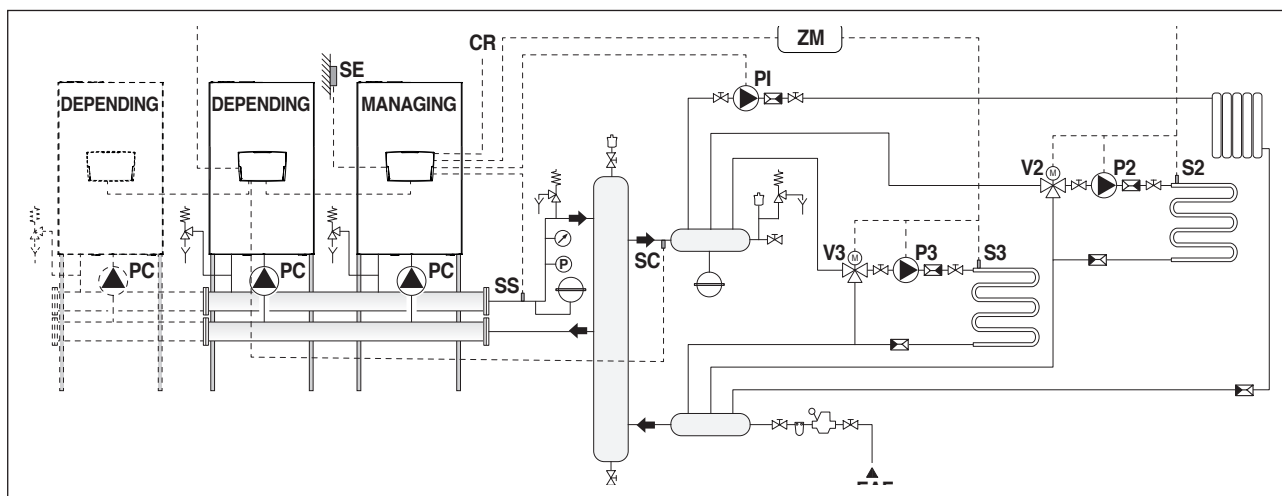 CR
ZM
SE
PI
DEPENDING
DEPENDING
MANAGING
V2
M
P2
S2
V3
M
P3
S3
SC
P
PC
PC
PC
SS